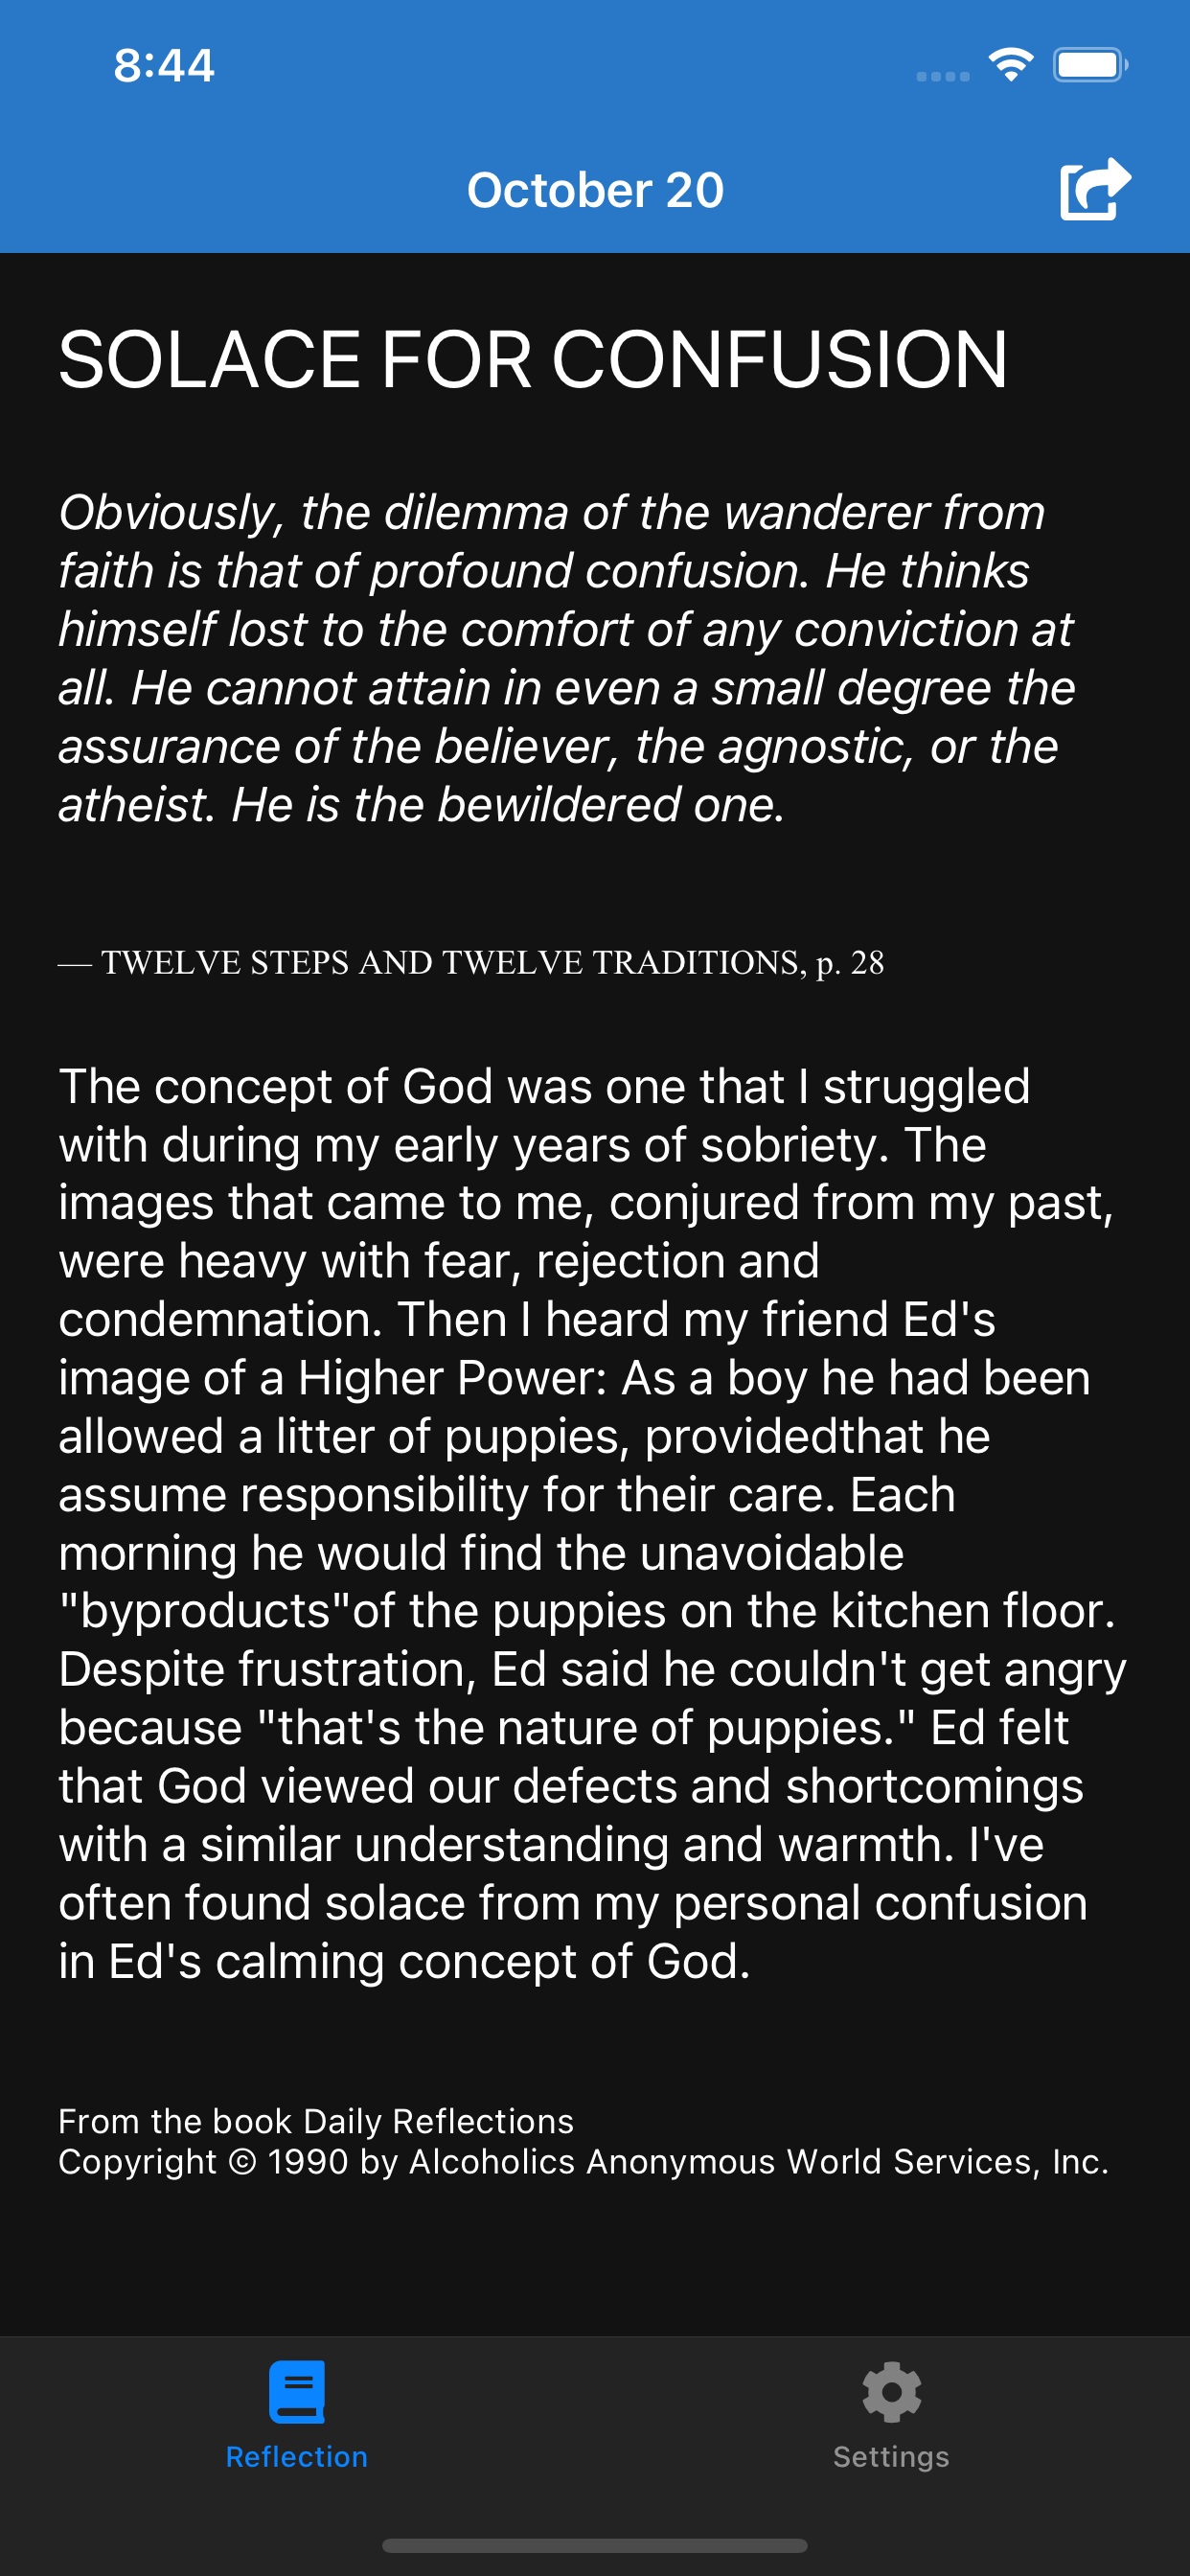 8:44
October 20
SOLACE FOR CONFUSION
Obviously, the dilemma of the wanderer from
faith is that of profound confusion. He thinks
himself lost to the comfort of any conviction at
all. He cannot attain in even a small degree the
assurance of the believer, the agnostic, or the
atheist. He is the bewildered one.
— TWELVE STEPS AND TWELVE TRADITIONS, p. 28
The concept of God was one that I struggled
with during my early years of sobriety. The
images that came to me, conjured from my past,
were heavy with fear, rejection and
condemnation. Then I heard my friend Ed's
image of a Higher Power: As a boy he had been
allowed a litter of puppies, providedthat he
assume responsibility for their care. Each
morning he would find the unavoidable
"byproducts"of the puppies on the kitchen floor.
Despite frustration, Ed said he couldn't get angry
because "that's the nature of puppies." Ed felt
that God viewed our defects and shortcomings
with a similar understanding and warmth. I've
often found solace from my personal confusion
in Ed's calming concept of God.
From the book Daily Reflections
Copyright © 1990 by Alcoholics Anonymous World Services, Inc.
Reflection
Settings